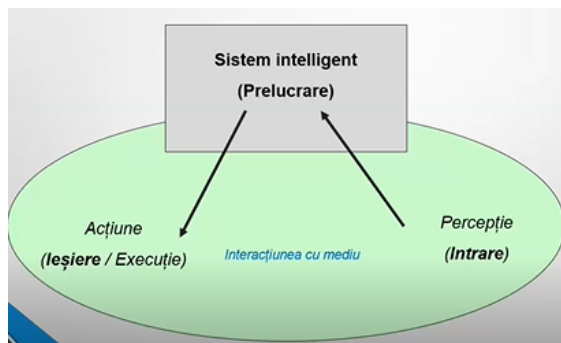 Sistem intelligent
(Prelucrare)
Acțiune
(Ieșiere / Execuție)
Interacțiunea cu mediu
Percepție
(Intrare)